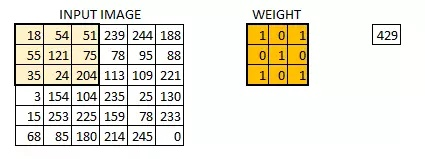 INPUT IMAGE WEIGHT
18 54 51 239 244 188 1 0 1 429
55 121 75 78 95 88 0 1 0
35 24 204 113 109 221 1 0 1
3 154 104 235 25 130
15 253 225 159 78 233
68 85 180 214 245 0